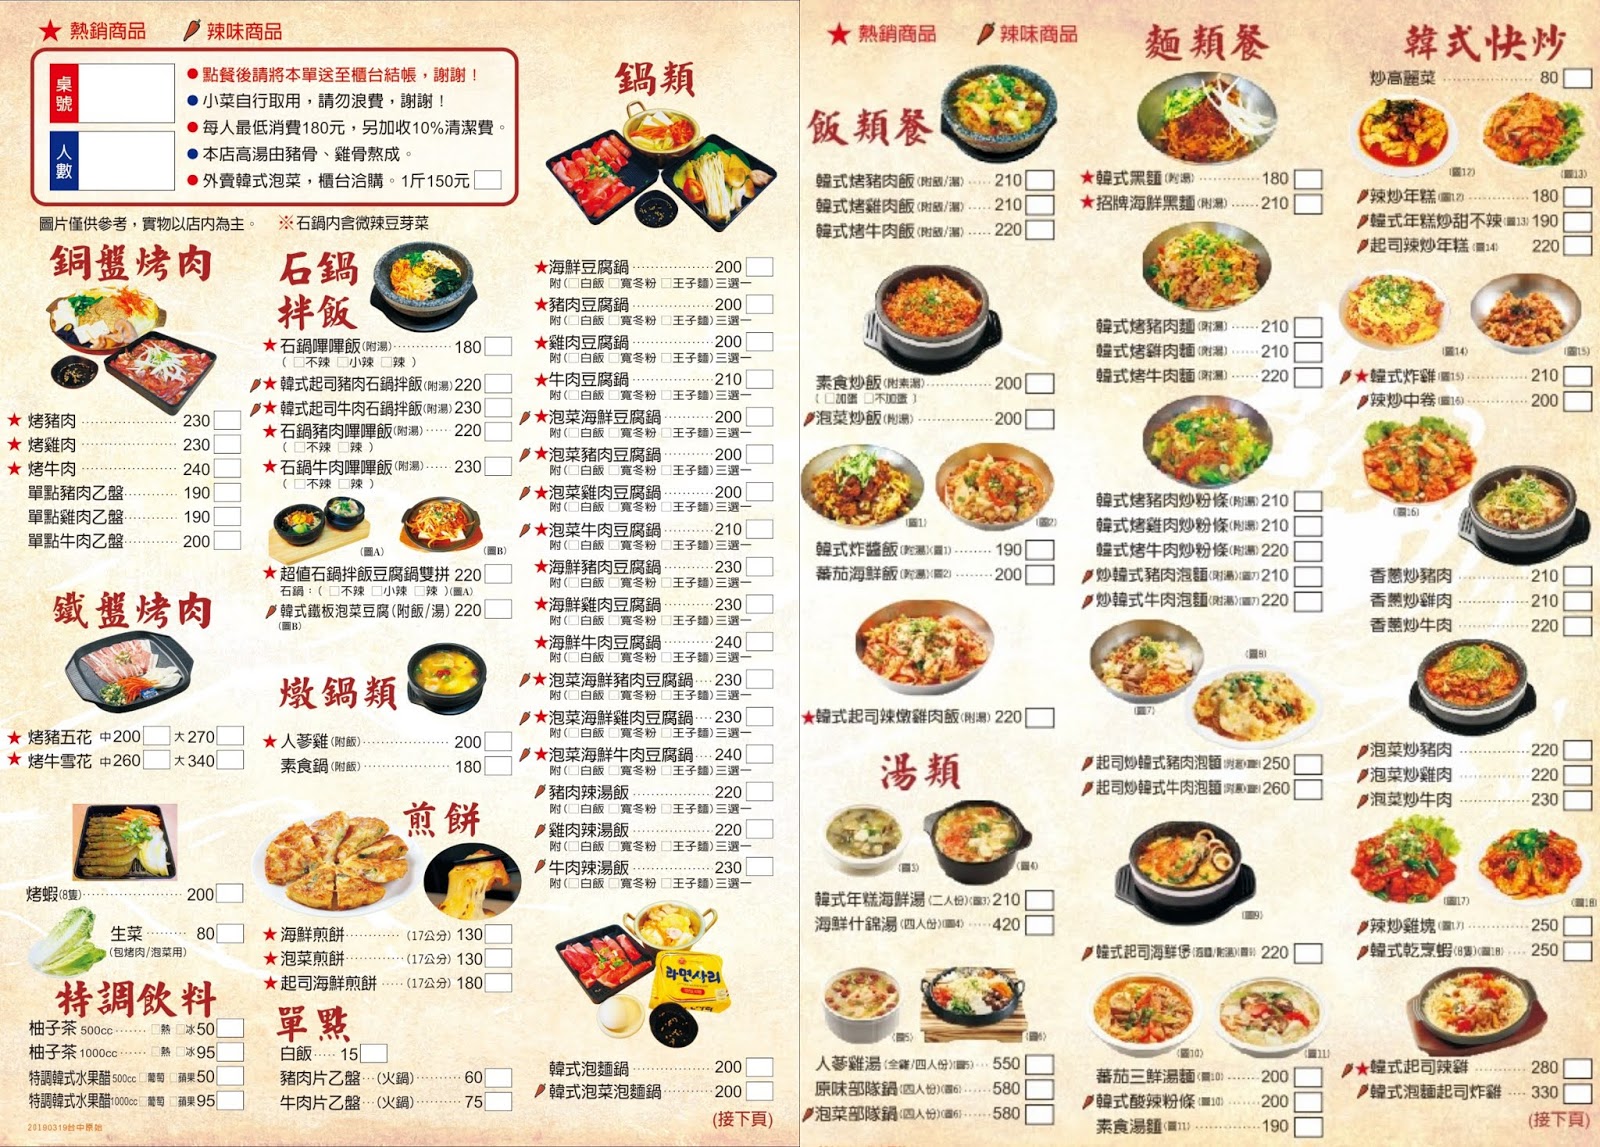 ★ 熱銷商品 辣味商品
桌號
人數
● 點餐後請將本單送至櫃台結帳，謝謝！
● 小菜自行取用，請勿浪費，謝謝！
● 每人最低消費180元，另加收10%清潔費。
● 本店高湯由豬骨、雞骨熬成。
● 外賣韓式泡菜，櫃台洽購。1斤150元 □
圖片僅供參考，實物以店內為主。 ※石鍋內含微辣豆芽菜
銅盤烤肉
★ 烤豬肉 230
★ 烤雞肉 230
★ 烤牛肉 240
單點豬肉乙盤 190
單點雞肉乙盤 190
單點牛肉乙盤 200
鐵盤烤肉
★ 烤豬五花 中200 大270
★ 烤牛雪花 中260 大340
烤蝦(8隻) 200
生菜 80
(包烤肉/泡菜用)
特調飲料
柚子茶 500cc □熱 □冰 50
柚子茶 1000cc □熱 □冰 95
特調韓式水果醋500cc □葡萄 □蘋果 50
特調韓式水果醋1000cc □葡萄 □蘋果 95
20180319台中原始
石鍋拌飯
★石鍋嗶嗶飯(附湯) 180
( □不辣 □小辣 □辣 )
★韓式起司豬肉石鍋拌飯(附湯) 220
★韓式起司牛肉石鍋拌飯(附湯) 230
★石鍋豬肉嗶嗶飯(附湯) 220
( □不辣 □辣 )
★石鍋牛肉嗶嗶飯(附湯) 230
( □不辣 □辣 )
(圖A) (圖B)
★超值石鍋拌飯豆腐鍋雙拼 220
石鍋：( □不辣 □小辣 □辣 )(圖A)
韓式鐵板泡菜豆腐(附飯/湯) 220
(圖B)
燉鍋類
★人蔘雞(附飯) 200
素食鍋(附飯) 180
煎餅
★海鮮煎餅 (17公分) 130
★泡菜煎餅 (17公分) 130
★起司海鮮煎餅 (17公分) 180
單點
白飯 15
豬肉片乙盤 (火鍋) 60
牛肉片乙盤 (火鍋) 75
鍋類
★海鮮豆腐鍋 200
附(□白飯 □寬冬粉 □王子麵)三選一
★豬肉豆腐鍋 200
附(□白飯 □寬冬粉 □王子麵)三選一
★雞肉豆腐鍋 200
附(□白飯 □寬冬粉 □王子麵)三選一
★牛肉豆腐鍋 210
附(□白飯 □寬冬粉 □王子麵)三選一
★泡菜海鮮豆腐鍋 200
附(□白飯 □寬冬粉 □王子麵)三選一
★泡菜豬肉豆腐鍋 200
附(□白飯 □寬冬粉 □王子麵)三選一
★泡菜雞肉豆腐鍋 200
附(□白飯 □寬冬粉 □王子麵)三選一
★泡菜牛肉豆腐鍋 210
附(□白飯 □寬冬粉 □王子麵)三選一
★海鮮豬肉豆腐鍋 230
附(□白飯 □寬冬粉 □王子麵)三選一
★海鮮雞肉豆腐鍋 230
附(□白飯 □寬冬粉 □王子麵)三選一
★海鮮牛肉豆腐鍋 240
附(□白飯 □寬冬粉 □王子麵)三選一
★泡菜海鮮豬肉豆腐鍋 230
附(□白飯 □寬冬粉 □王子麵)三選一
★泡菜海鮮雞肉豆腐鍋 230
附(□白飯 □寬冬粉 □王子麵)三選一
★泡菜海鮮牛肉豆腐鍋 240
附(□白飯 □寬冬粉 □王子麵)三選一
豬肉辣湯飯 220
附(□白飯 □寬冬粉 □王子麵)三選一
雞肉辣湯飯 220
附(□白飯 □寬冬粉 □王子麵)三選一
牛肉辣湯飯 230
附(□白飯 □寬冬粉 □王子麵)三選一
라면사리
韓式泡麵鍋 200
韓式泡菜泡麵鍋 200
(接下頁)
★ 熱銷商品 辣味商品
飯類餐
韓式烤豬肉飯(附飯/湯) 210
韓式烤雞肉飯(附飯/湯) 210
韓式烤牛肉飯(附飯/湯) 220
素食炒飯(附素湯) 200
( □加蛋 □不加蛋 )
泡菜炒飯(附湯) 200
(圖1) (圖2)
韓式炸醬飯(附湯)(圖1) 190
蕃茄海鮮飯(附湯)(圖2) 200
★韓式起司辣燉雞肉飯(附湯) 220
湯類
(圖3) (圖4)
韓式年糕海鮮湯(二人份)(圖3) 210
海鮮什錦湯(四人份)(圖4) 420
(圖5) (圖6)
人蔘雞湯(全雞/四人份)(圖5) 550
原味部隊鍋(四人份)(圖6) 580
泡菜部隊鍋(四人份)(圖6) 580
麵類餐
★韓式黑麵(附湯) 180
★招牌海鮮黑麵(附湯) 210
韓式烤豬肉麵(附湯) 210
韓式烤雞肉麵(附湯) 210
韓式烤牛肉麵(附湯) 220
韓式烤豬肉炒粉條(附湯) 210
韓式烤雞肉炒粉條(附湯) 210
韓式烤牛肉炒粉條(附湯) 220
炒韓式豬肉泡麵(附湯)(圖7) 210
炒韓式牛肉泡麵(附湯)(圖7) 220
(圖7) (圖8)
起司炒韓式豬肉泡麵(附湯)(圖8) 250
起司炒韓式牛肉泡麵(附湯)(圖8) 260
(圖9)
韓式起司海鮮煲(泡麵/附湯)(圖9) 220
(圖10) (圖11)
蕃茄三鮮湯麵(圖10) 200
韓式酸辣粉條(圖10) 200
素食湯麵(圖11) 190
韓式快炒
炒高麗菜 80
(圖12) (圖13)
辣炒年糕(圖12) 180
韓式年糕炒甜不辣(圖13) 190
起司辣炒年糕(圖14) 220
(圖14) (圖15)
★韓式炸雞(圖15) 210
辣炒中卷(圖16) 200
(圖16)
香蔥炒豬肉 210
香蔥炒雞肉 210
香蔥炒牛肉 220
泡菜炒豬肉 220
泡菜炒雞肉 220
泡菜炒牛肉 230
(圖17) (圖18)
辣炒雞塊(圖17) 250
韓式乾烹蝦(8隻)(圖18) 250
★韓式起司辣雞 280
韓式泡麵起司炸雞 330
(接下頁)